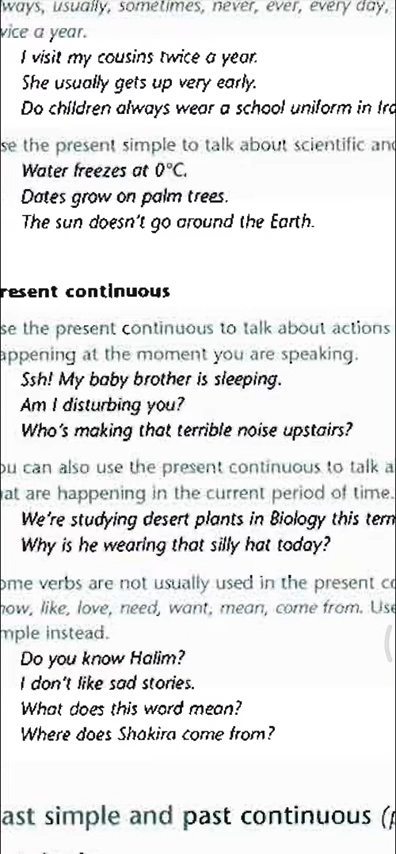 ways, usually, sometimes, never, ever, every day,
vice a year.
I visit my cousins twice a year.
She usually gets up very early.
Do children always wear a school uniform in Ira
se the present simple to talk about scientific and
Water freezes at 0°C.
Dates grow on palm trees.
The sun doesn't go around the Earth.
resent continuous
se the present continuous to talk about actions
appening at the moment you are speaking.
Ssh! My baby brother is sleeping.
Am I disturbing you?
Who's making that terrible noise upstairs?
ou can also use the present continuous to talk a
hat are happening in the current period of time.
We're studying desert plants in Biology this term
Why is he wearing that silly hat today?
ome verbs are not usually used in the present co
now, like, love, need, want, mean, come from. Use
mple instead.
Do you know Halim?
I don't like sad stories.
What does this word mean?
Where does Shakira come from?
ast simple and past continuous (p